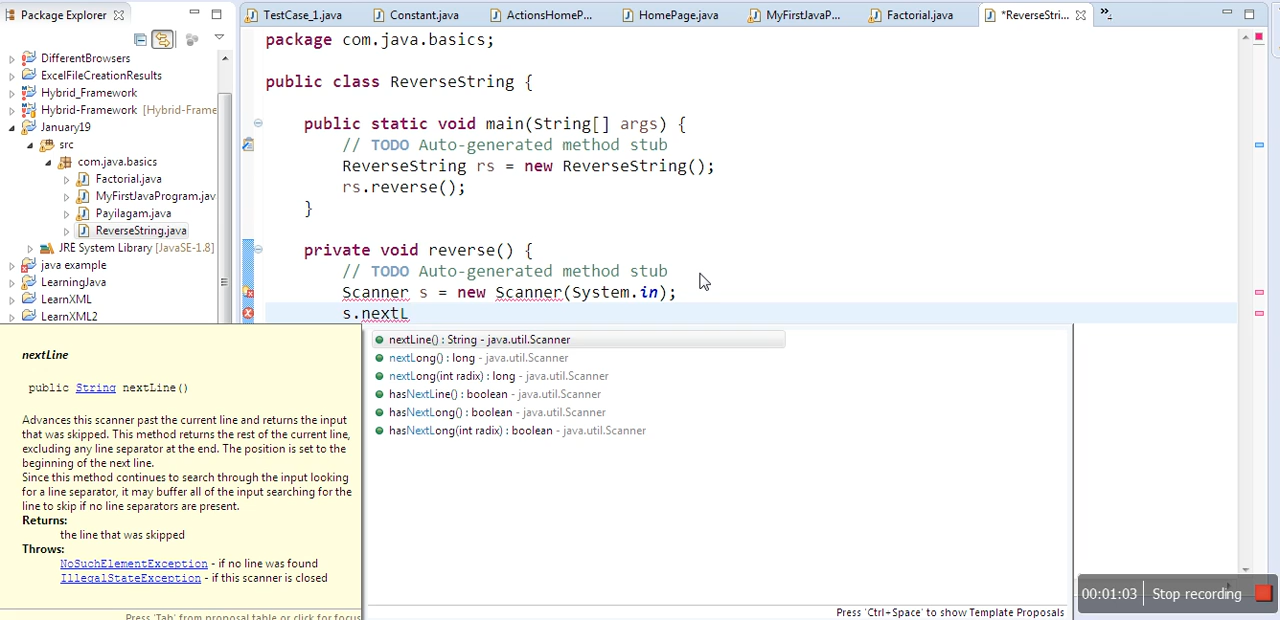 Package Explorer
TestCase_1.java
Constant.java
ActionsHomeP...
HomePage.java
MyFirstJavaP...
Factorial.java
*ReverseStri...
DifferentBrowsers
ExcelFileCreationResults
Hybrid_Framework
Hybrid-Framework [Hybrid-Frame
January19
src
com.java.basics
Factorial.java
MyFirstJavaProgram.jav
Payilagam.java
ReverseString.java
JRE System Library [JavaSE-1.8]
java example
LearningJava
LearnXML
LearnXML2
package com.java.basics;
public class ReverseString {
public static void main(String[] args) {
// TODO Auto-generated method stub
ReverseString rs = new ReverseString();
rs.reverse();
}
private void reverse() {
// TODO Auto-generated method stub
Scanner s = new Scanner(System.in);
s.nextL
nextLine
public String nextLine()
Advances this scanner past the current line and returns the input
that was skipped. This method returns the rest of the current line,
excluding any line separator at the end. The position is set to the
beginning of the next line.
Since this method continues to search through the input looking
for a line separator, it may buffer all of the input searching for the
line to skip if no line separators are present.
Returns:
the line that was skipped
Throws:
NoSuchElementException - if no line was found
IllegalStateException - if this scanner is closed
Press 'Tab' from proposal table or click for focus
nextLine() : String - java.util.Scanner
nextLong() : long - java.util.Scanner
nextLong(int radix) : long - java.util.Scanner
hasNextLine() : boolean - java.util.Scanner
hasNextLong() : boolean - java.util.Scanner
hasNextLong(int radix) : boolean - java.util.Scanner
Press 'Ctrl+Space' to show Template Proposals
00:01:03 Stop recording